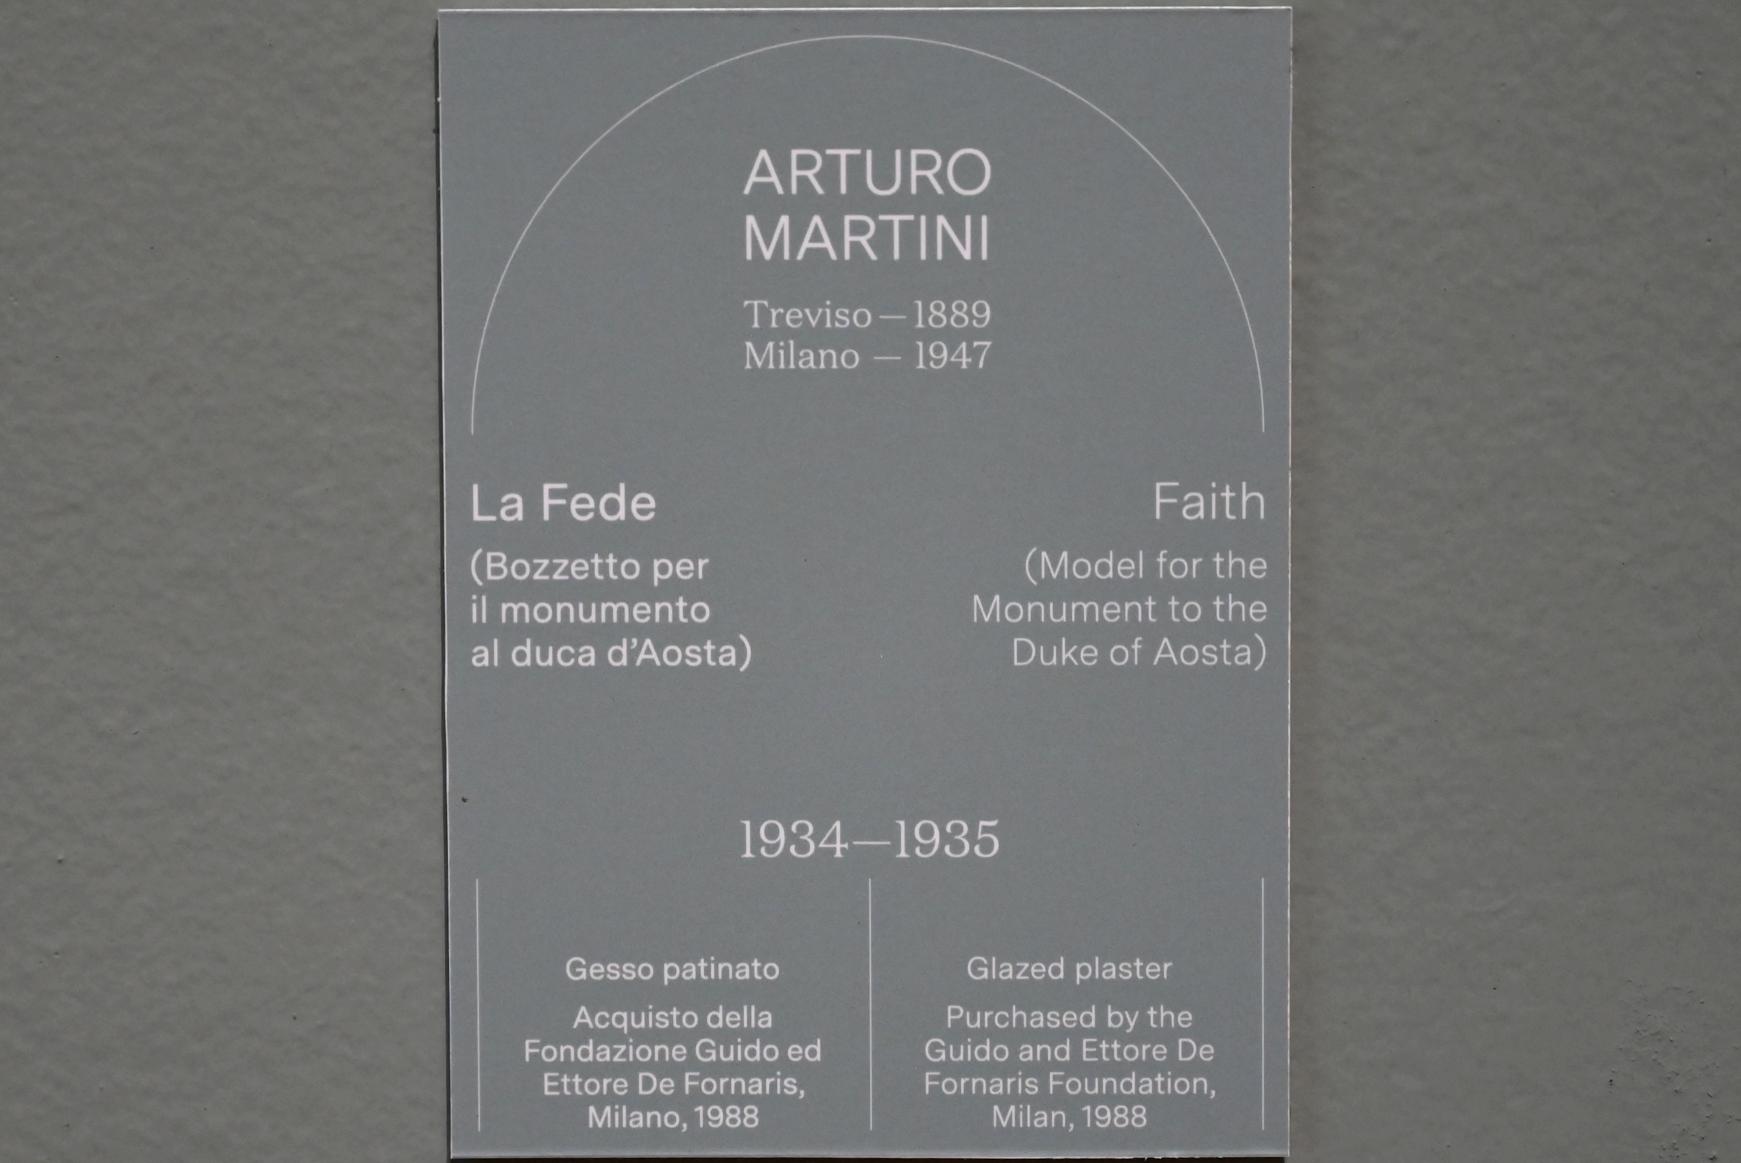 ARTURO
MARTINI
Treviso — 1889
Milano — 1947
La Fede
(Bozzetto per
il monumento
al duca d’Aosta)
Faith
(Model for the
Monument to the
Duke of Aosta)
1934—1935
Gesso patinato
Acquisto della
Fondazione Guido ed
Ettore De Fornaris,
Milano, 1988
Glazed plaster
Purchased by the
Guido and Ettore De
Fornaris Foundation,
Milan, 1988